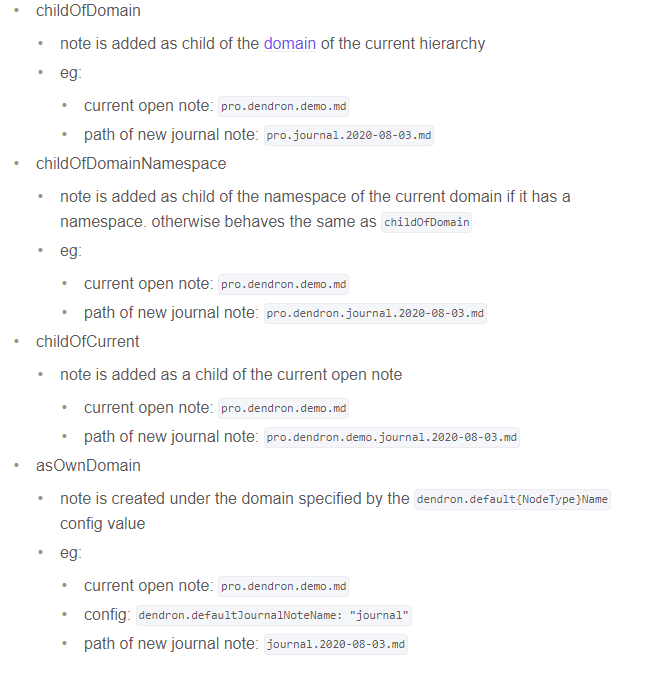 childOfDomain
note is added as child of the domain of the current hierarchy
eg:
current open note: pro.dendron.demo.md
path of new journal note: pro.journal.2020-08-03.md
childOfDomainNamespace
note is added as child of the namespace of the current domain if it has a
namespace. otherwise behaves the same as childOfDomain
eg:
current open note: pro.dendron.demo.md
path of new journal note: pro.dendron.journal.2020-08-03.md
childOfCurrent
note is added as a child of the current open note
current open note: pro.dendron.demo.md
path of new journal note: pro.dendron.demo.journal.2020-08-03.md
asOwnDomain
note is created under the domain specified by the dendron.default{NodeType}Name
config value
eg:
current open note: pro.dendron.demo.md
config: dendron.defaultJournalNoteName: "journal"
path of new journal note: journal.2020-08-03.md